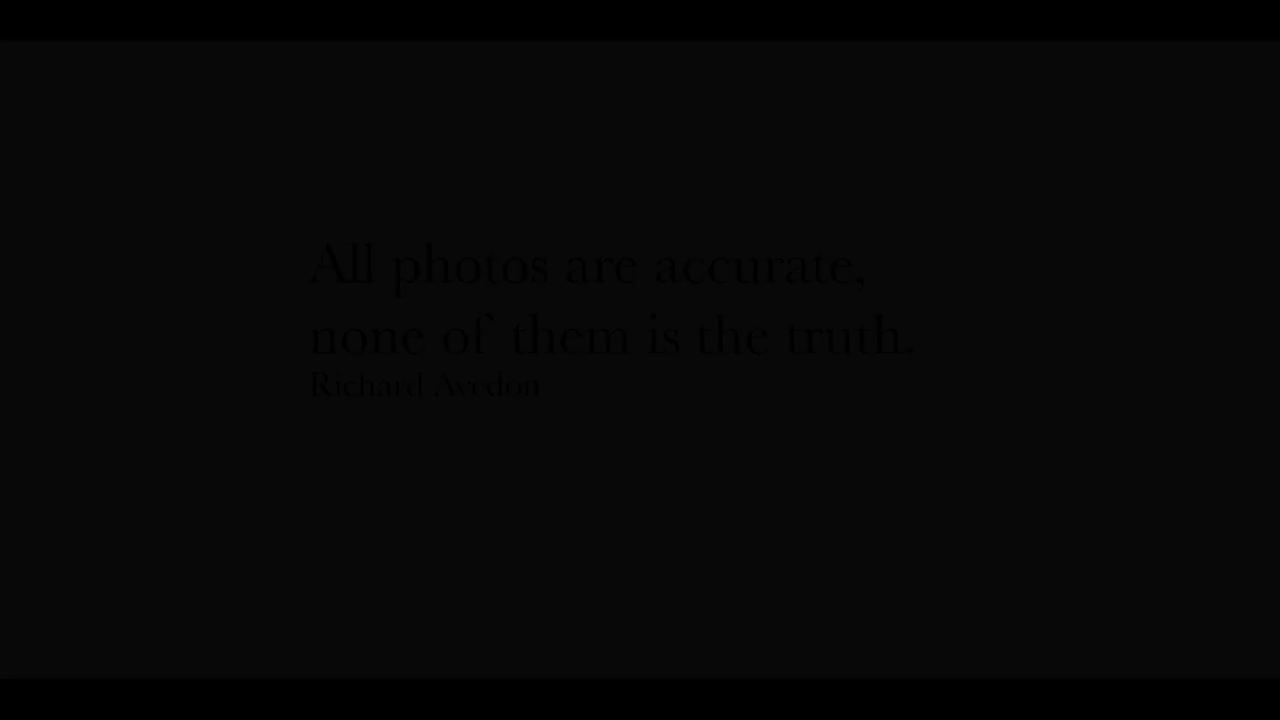 All photos are accurate,
none of them is the truth.
Richard Avedon